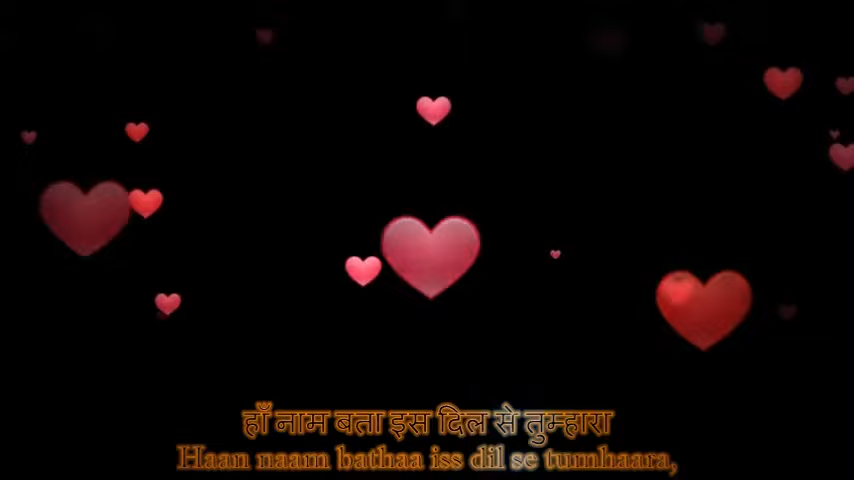 हाँ नाम बता इस दिल से तुम्हारा
Haan naam bathaa iss dil se tumhaara,